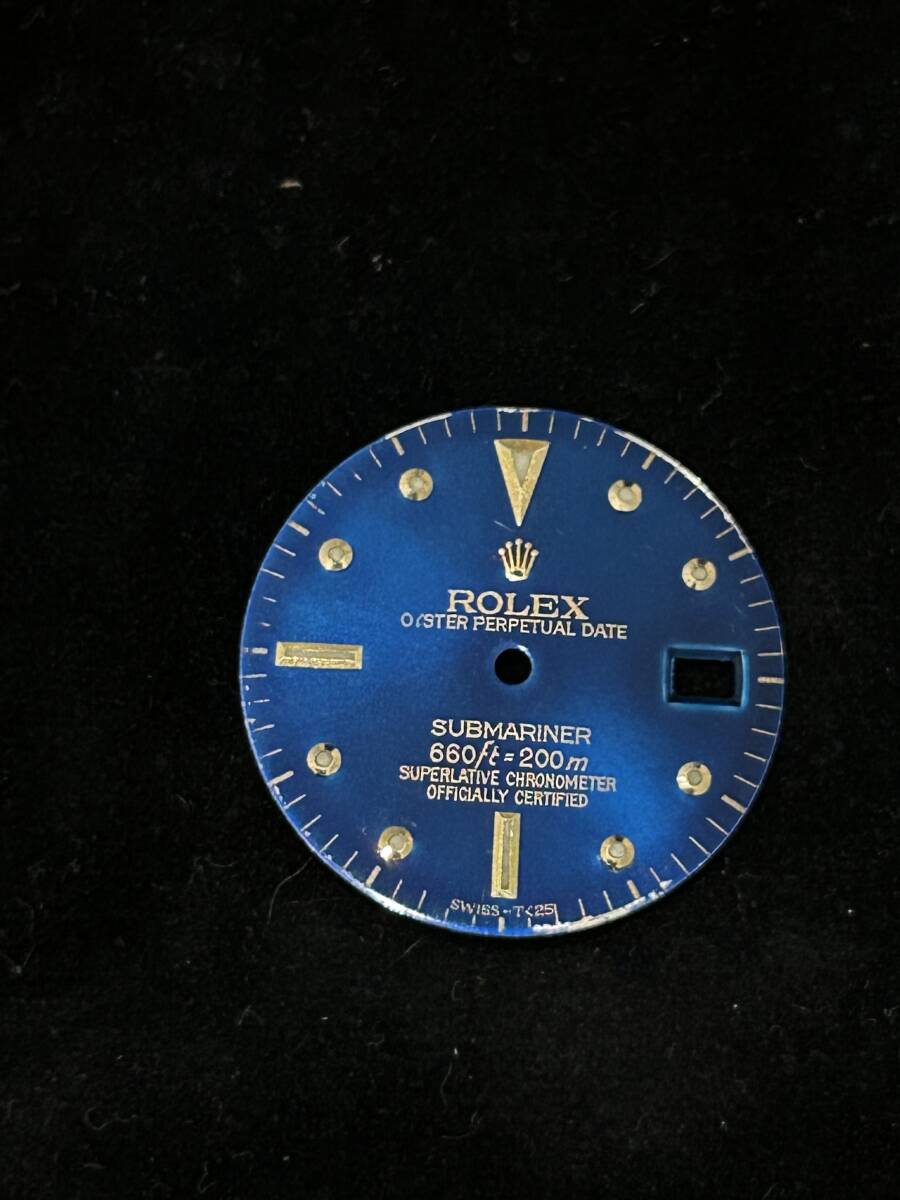 ROLEX
OYSTER PERPETUAL DATE
SUBMARINER
660ft = 200m
SUPERLATIVE CHRONOMETER
OFFICIALLY CERTIFIED
SWISS - T<25